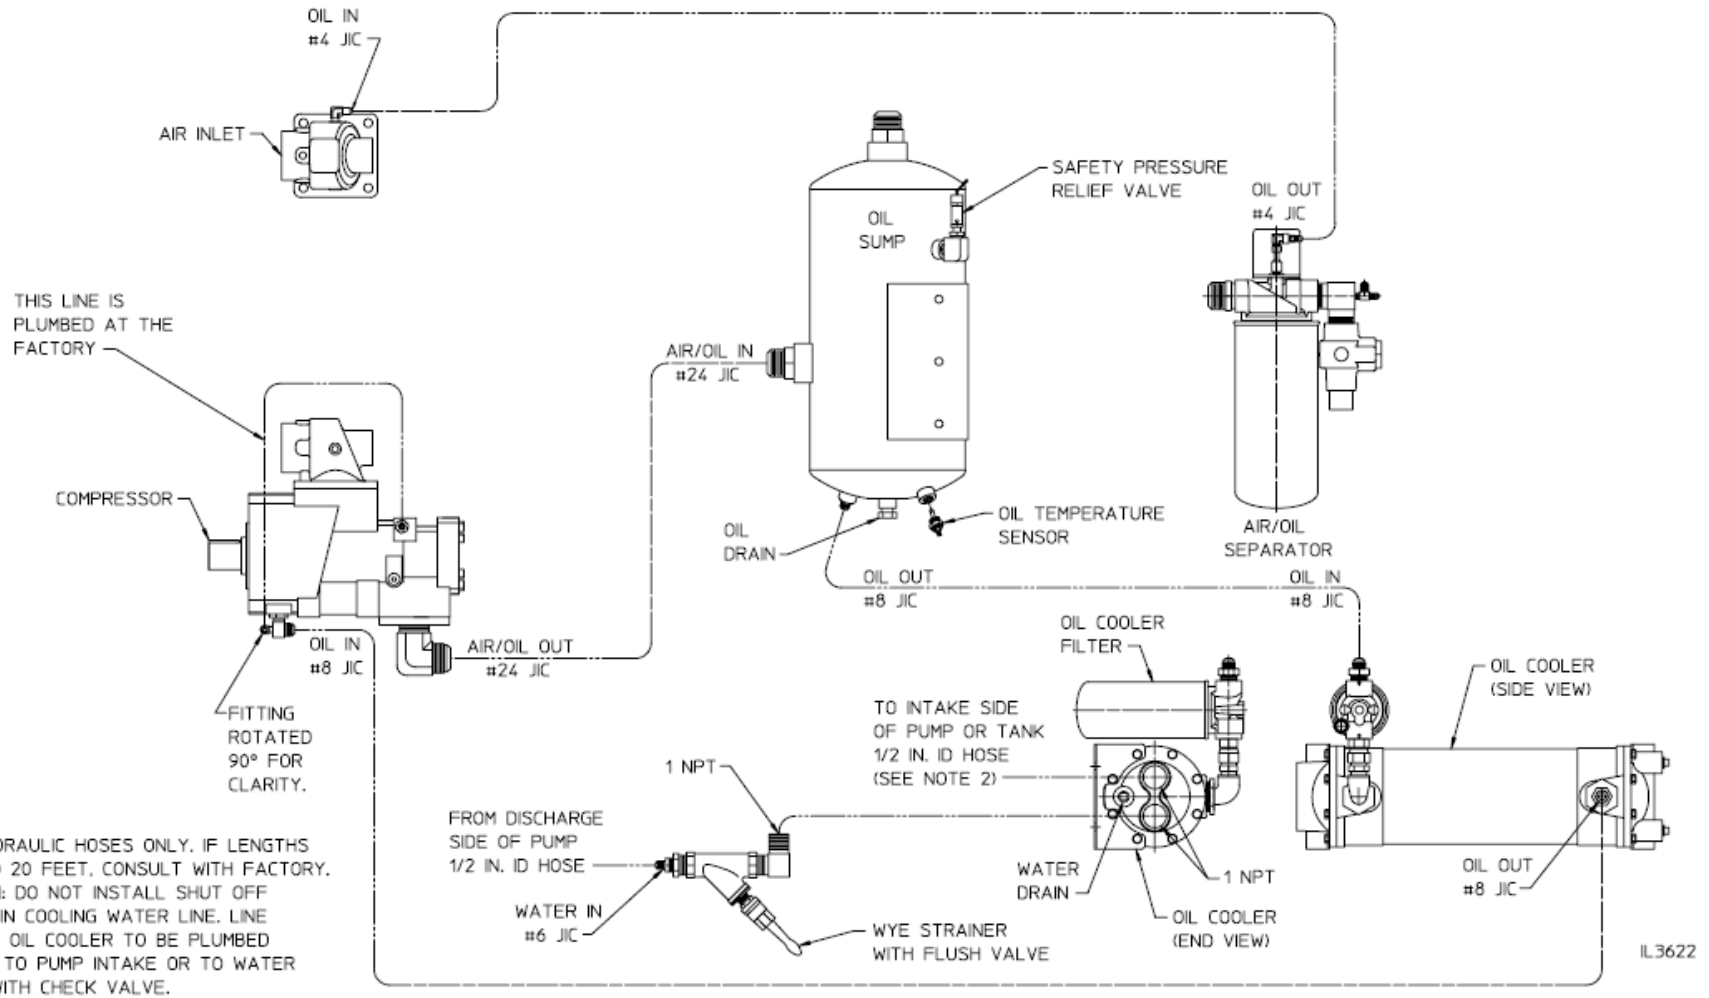 OIL IN
#4 JIC
AIR INLET
SAFETY PRESSURE
RELIEF VALVE
OIL
SUMP
OIL OUT
#4 JIC
THIS LINE IS
PLUMBED AT THE
FACTORY
AIR/OIL IN
#24 JIC
COMPRESSOR
OIL
DRAIN
OIL TEMPERATURE
SENSOR
AIR/OIL
SEPARATOR
OIL OUT
#8 JIC
OIL IN
#8 JIC
OIL IN
#8 JIC
AIR/OIL OUT
#24 JIC
OIL COOLER
FILTER
OIL COOLER
(SIDE VIEW)
FITTING
ROTATED
90° FOR
CLARITY.
TO INTAKE SIDE
OF PUMP OR TANK
1/2 IN. ID HOSE
(SEE NOTE 2)
1 NPT
FROM DISCHARGE
SIDE OF PUMP
1/2 IN. ID HOSE
WATER IN
#6 JIC
WYE STRAINER
WITH FLUSH VALVE
WATER
DRAIN
1 NPT
OIL COOLER
(END VIEW)
OIL OUT
#8 JIC
RAULIC HOSES ONLY. IF LENGTHS
20 FEET, CONSULT WITH FACTORY.
: DO NOT INSTALL SHUT OFF
IN COOLING WATER LINE. LINE
OIL COOLER TO BE PLUMBED
TO PUMP INTAKE OR TO WATER
WITH CHECK VALVE.
IL3622